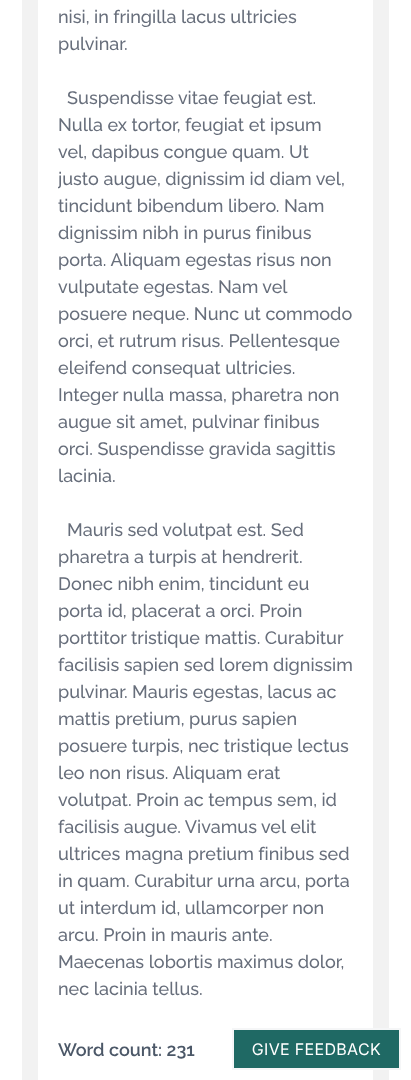 nisi, in fringilla lacus ultricies
pulvinar.
Suspendisse vitae feugiat est.
Nulla ex tortor, feugiat et ipsum
vel, dapibus congue quam. Ut
justo augue, dignissim id diam vel,
tincidunt bibendum libero. Nam
dignissim nibh in purus finibus
porta. Aliquam egestas risus non
vulputate egestas. Nam vel
posuere neque. Nunc ut commodo
orci, et rutrum risus. Pellentesque
eleifend consequat ultricies.
Integer nulla massa, pharetra non
augue sit amet, pulvinar finibus
orci. Suspendisse gravida sagittis
lacinia.
Mauris sed volutpat est. Sed
pharetra a turpis at hendrerit.
Donec nibh enim, tincidunt eu
porta id, placerat a orci. Proin
porttitor tristique mattis. Curabitur
facilisis sapien sed lorem dignissim
pulvinar. Mauris egestas, lacus ac
mattis pretium, purus sapien
posuere turpis, nec tristique lectus
leo non risus. Aliquam erat
volutpat. Proin ac tempus sem, id
facilisis augue. Vivamus vel elit
ultrices magna pretium finibus sed
in quam. Curabitur urna arcu, porta
ut interdum id, ullamcorper non
arcu. Proin in mauris ante.
Maecenas lobortis maximus dolor,
nec lacinia tellus.
Word count: 231
GIVE FEEDBACK